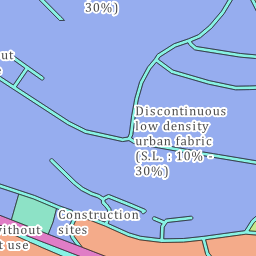 30%)
Discontinuous
low density
urban fabric
(S.L. : 10% -
30%)
Construction
sites